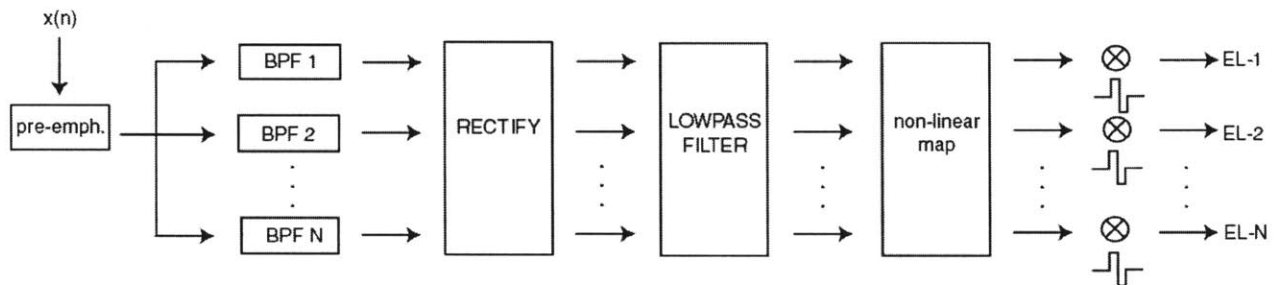 x(n)
pre-emph.
BPF 1
BPF 2
BPF N
RECTIFY
LOWPASS
FILTER
non-linear
map
EL-1
EL-2
EL-N